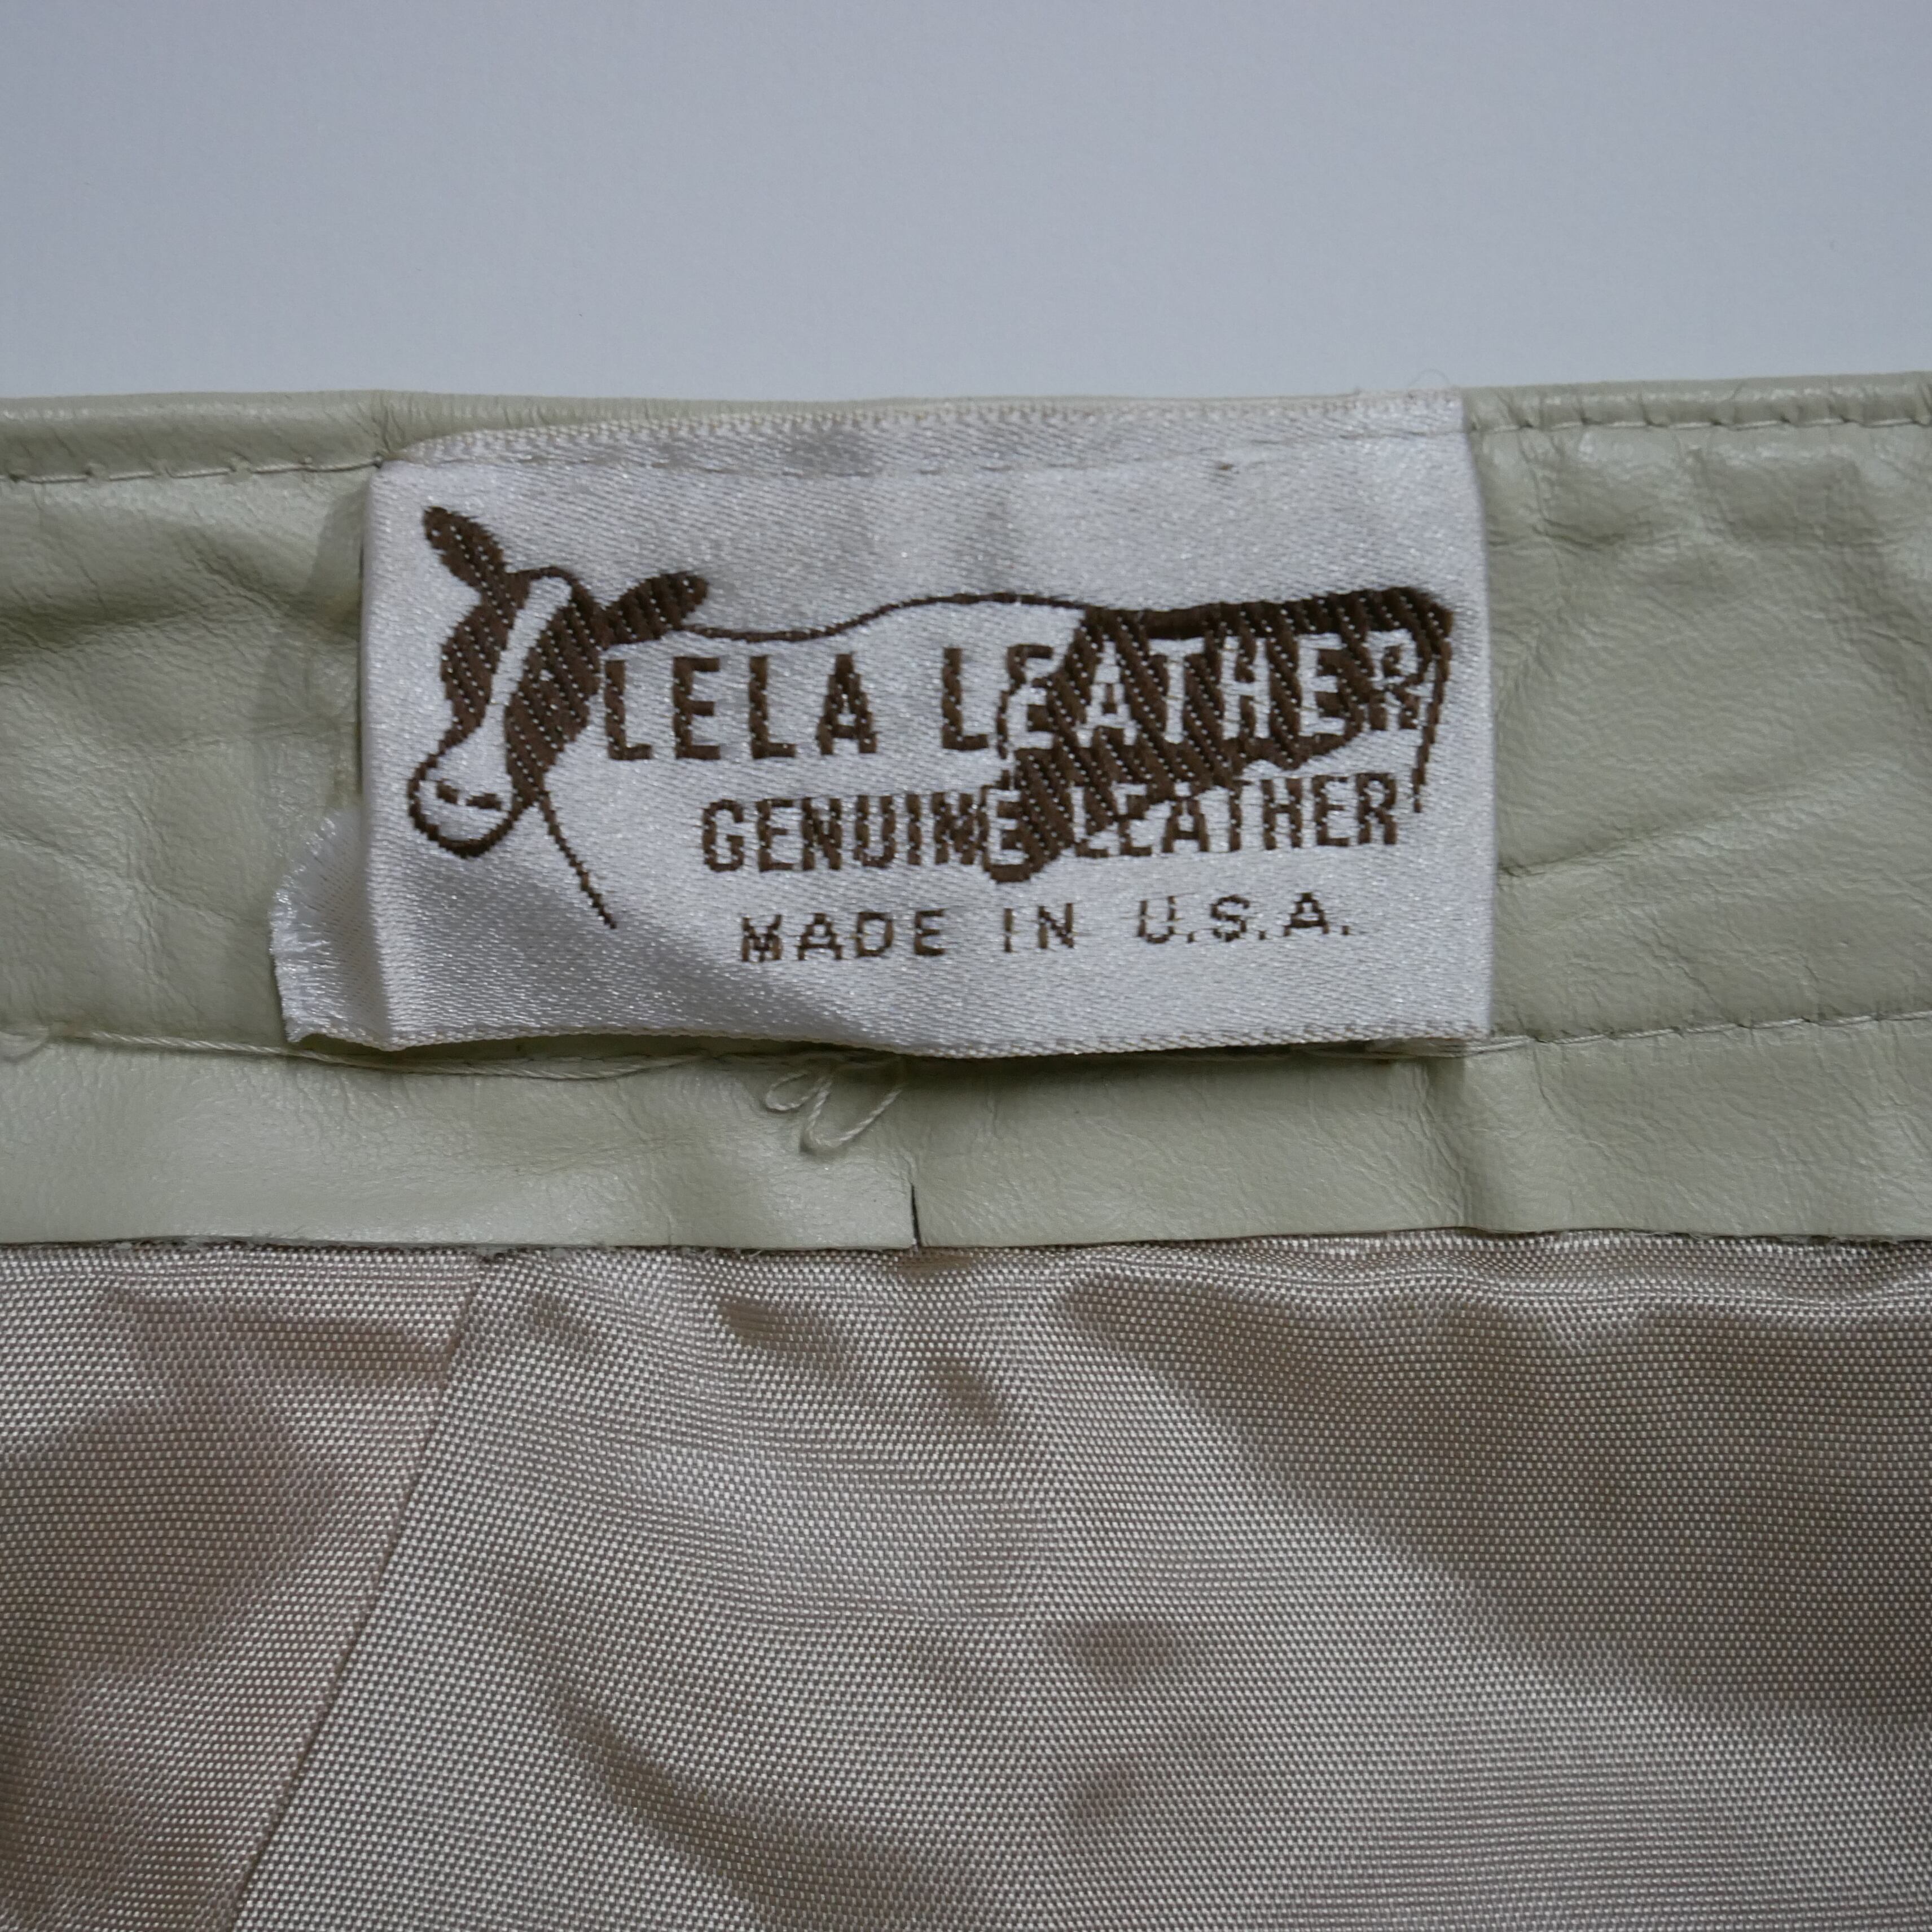 LELA LEATHER
GENUINE LEATHER
MADE IN U.S.A.